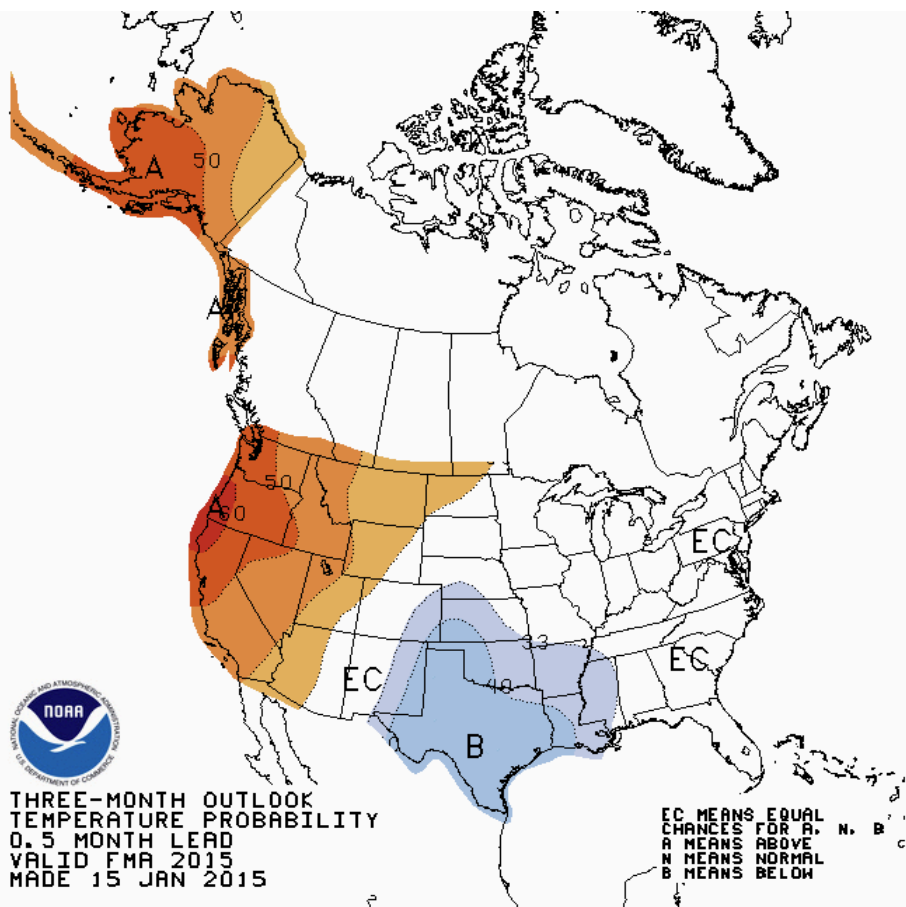 50
A
A
50
A
60
EC
33
EC
EC
40
B
0
NATIONAL OCEANIC AND ATMOSPHERIC ADMINISTRATION
NOAA
U.S. DEPARTMENT OF COMMERCE
THREE-MONTH OUTLOOK
TEMPERATURE PROBABILITY
0.5 MONTH LEAD
VALID FMA 2015
MADE 15 JAN 2015
EC MEANS EQUAL
CHANCES FOR A, N, B
A MEANS ABOVE
N MEANS NORMAL
B MEANS BELOW